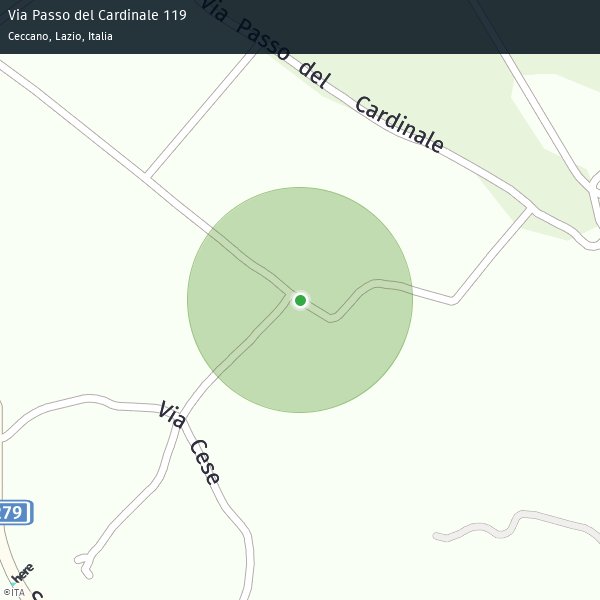 Via Passo del Cardinale 119
Ceccano, Lazio, Italia
Via Passo del Cardinale
Via Cese
279
here
©ITA